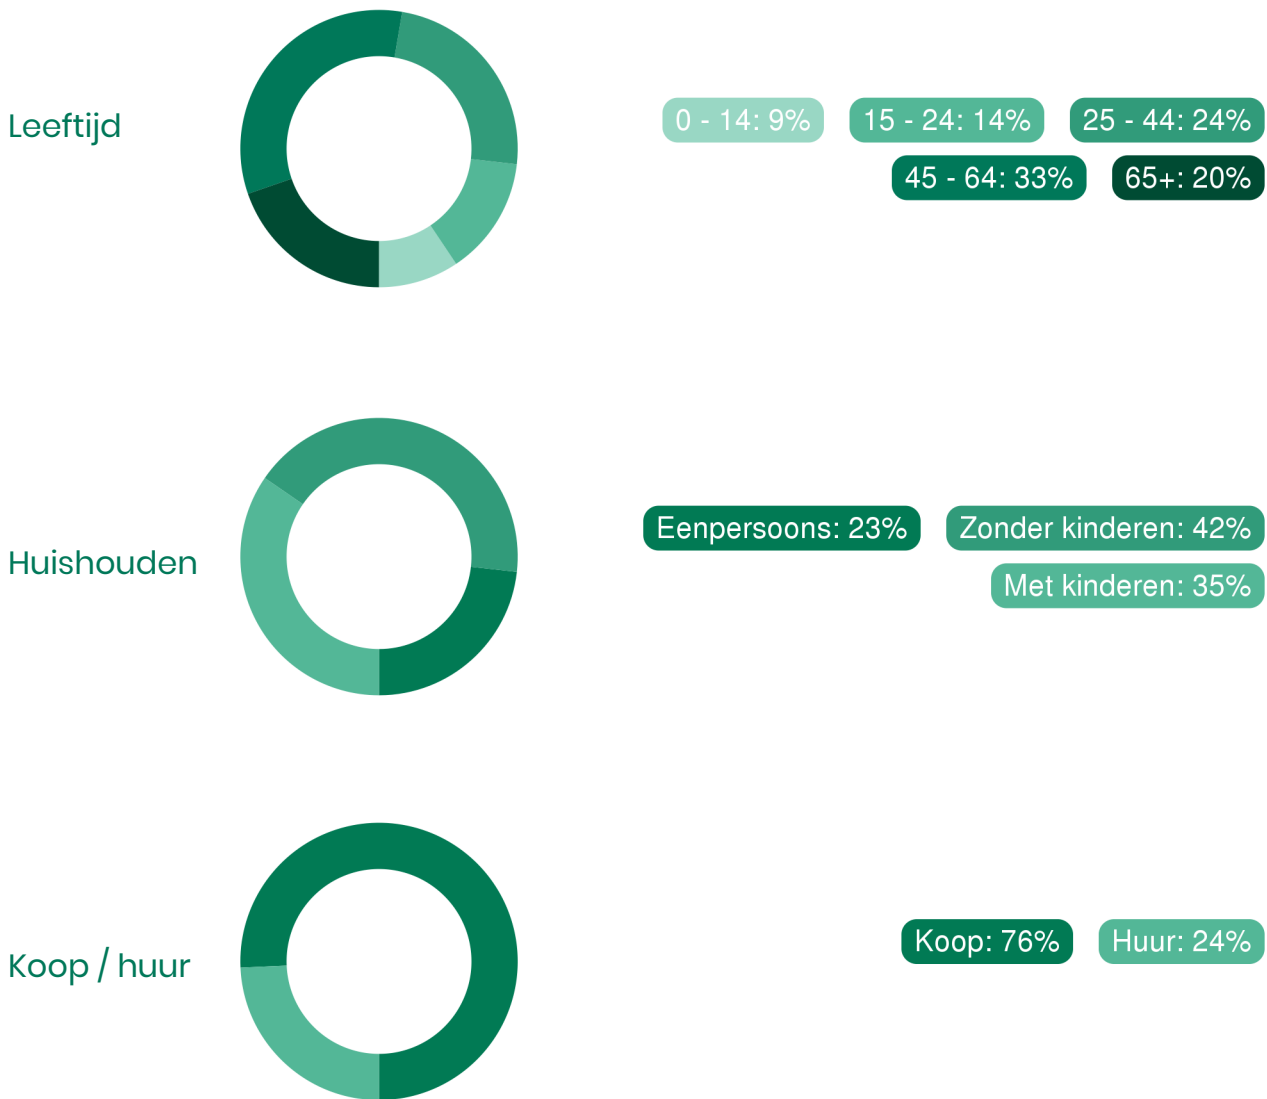 Leeftijd
0 - 14: 9% 15 - 24: 14% 25 - 44: 24%
45 - 64: 33% 65+: 20%
Huishouden
Eenpersoons: 23% Zonder kinderen: 42%
Met kinderen: 35%
Koop / huur
Koop: 76% Huur: 24%